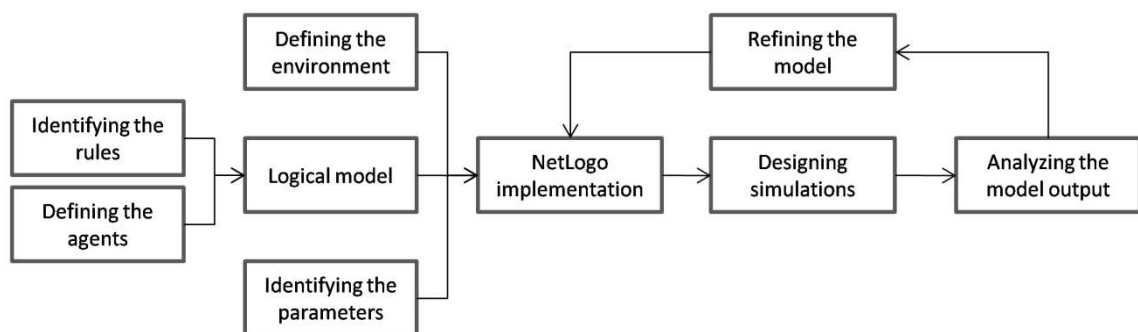 Defining the
environment
Refining the
model
Identifying the
rules
Logical model
NetLogo
implementation
Designing
simulations
Analyzing the
model output
Defining the
agents
Identifying the
parameters